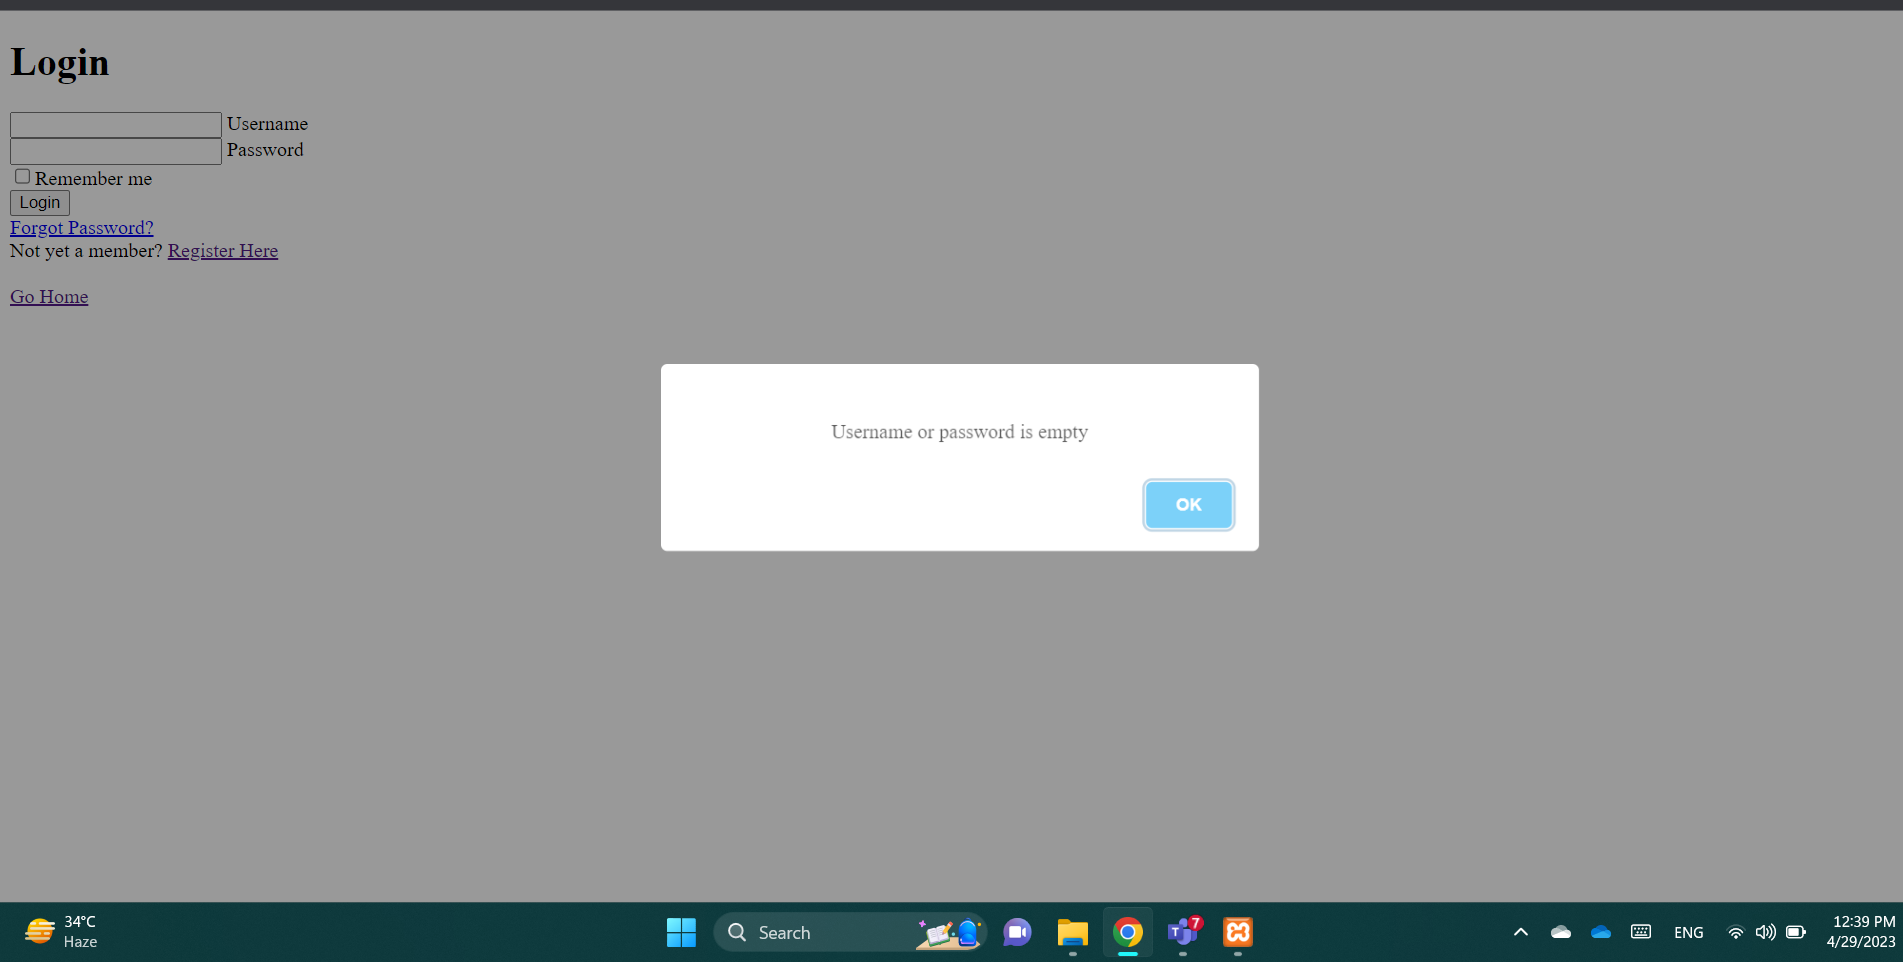 Login
Username
Password
Remember me
Login
Forgot Password?
Not yet a member? Register Here
Go Home
Username or password is empty
OK
34°C
Haze
Search
T
7
ENG
12:39 PM
4/29/2023